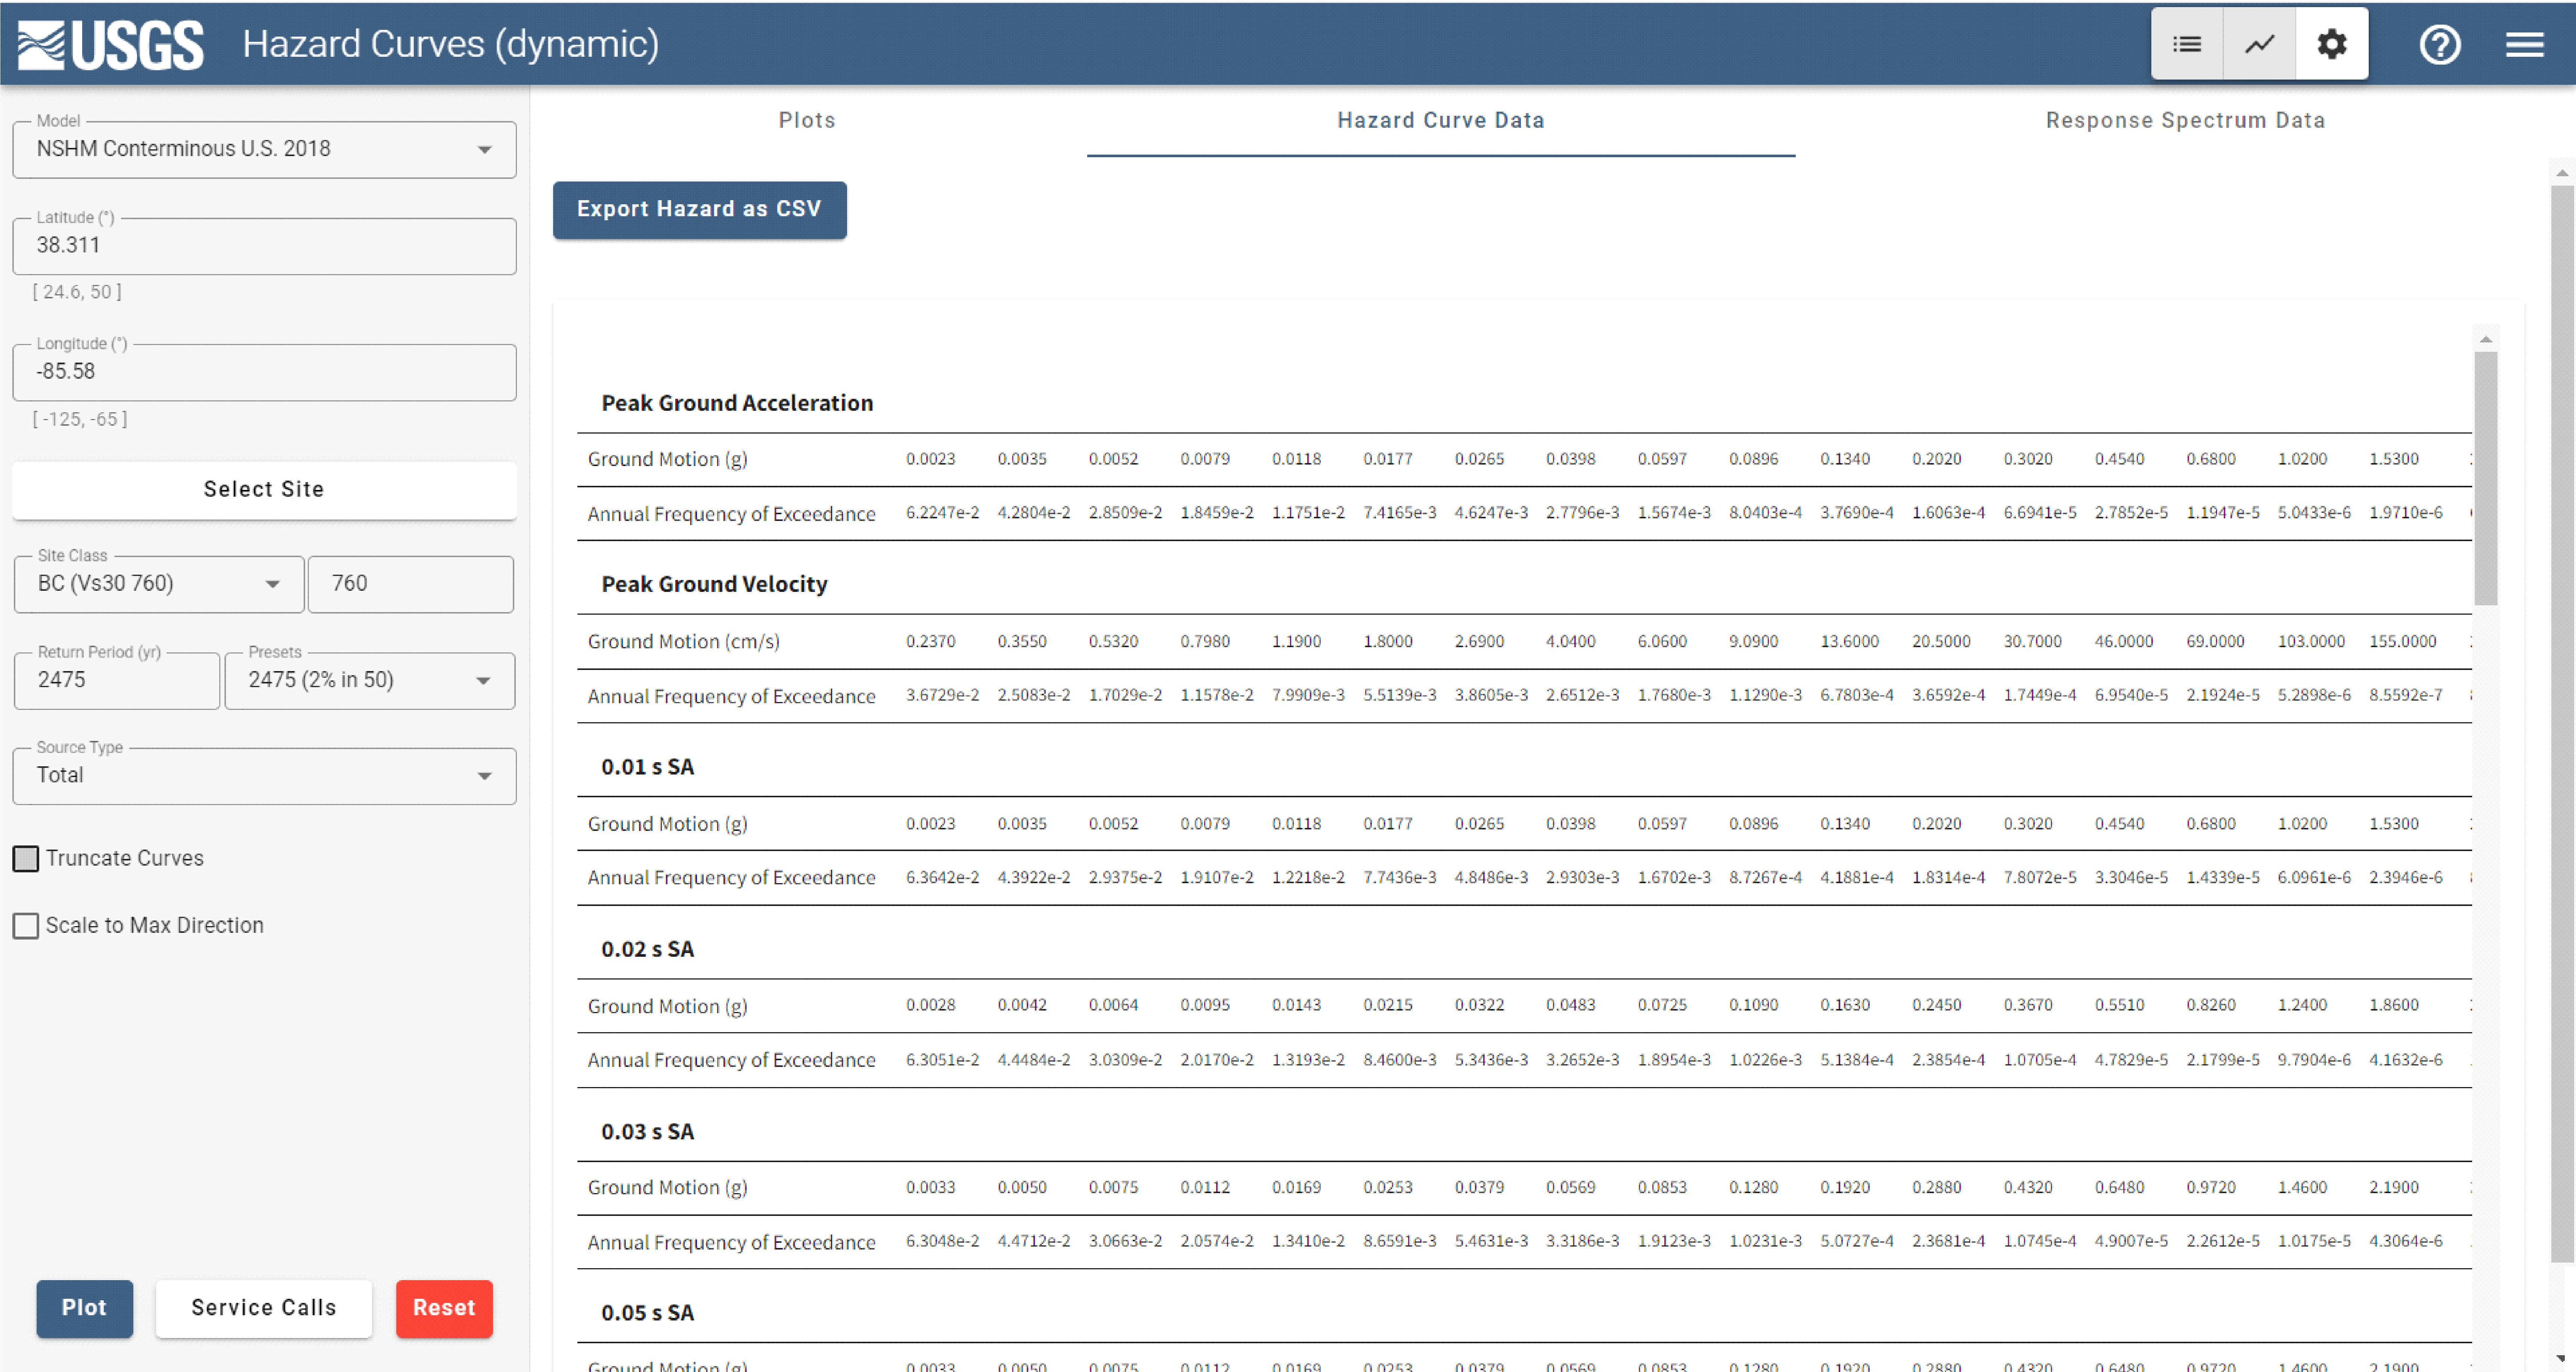 USGS Hazard Curves (dynamic)
Model
NSHM Conterminous U.S. 2018
Latitude (°)
38.311
[ 24.6, 50 ]
Longitude (°)
-85.58
[ -125, -65 ]
Select Site
Site Class
BC (Vs30 760) 760
Return Period (yr) Presets
2475 2475 (2% in 50)
Source Type
Total
Truncate Curves
Scale to Max Direction
Plot Service Calls Reset
Plots Hazard Curve Data Response Spectrum Data
Export Hazard as CSV
Peak Ground Acceleration
Ground Motion (g) 0.0023 0.0035 0.0052 0.0079 0.0118 0.0177 0.0265 0.0398 0.0597 0.0896 0.1340 0.2020 0.3020 0.4540 0.6800 1.0200 1.5300
Annual Frequency of Exceedance 6.2247e-2 4.2804e-2 2.8509e-2 1.8459e-2 1.1751e-2 7.4165e-3 4.6247e-3 2.7796e-3 1.5674e-3 8.0403e-4 3.7690e-4 1.6063e-4 6.6941e-5 2.7852e-5 1.1947e-5 5.0433e-6 1.9710e-6
Peak Ground Velocity
Ground Motion (cm/s) 0.2370 0.3550 0.5320 0.7980 1.1900 1.8000 2.6900 4.0400 6.0600 9.0900 13.6000 20.5000 30.7000 46.0000 69.0000 103.0000 155.0000
Annual Frequency of Exceedance 3.6729e-2 2.5083e-2 1.7029e-2 1.1578e-2 7.9909e-3 5.5139e-3 3.8605e-3 2.6512e-3 1.7680e-3 1.1290e-3 6.7803e-4 3.6592e-4 1.7449e-4 6.9540e-5 2.1924e-5 5.2898e-6 8.5592e-7
0.01 s SA
Ground Motion (g) 0.0023 0.0035 0.0052 0.0079 0.0118 0.0177 0.0265 0.0398 0.0597 0.0896 0.1340 0.2020 0.3020 0.4540 0.6800 1.0200 1.5300
Annual Frequency of Exceedance 6.3642e-2 4.3922e-2 2.9375e-2 1.9107e-2 1.2218e-2 7.7436e-3 4.8486e-3 2.9303e-3 1.6702e-3 8.7267e-4 4.1881e-4 1.8314e-4 7.8072e-5 3.3046e-5 1.4339e-5 6.0961e-6 2.3946e-6
0.02 s SA
Ground Motion (g) 0.0028 0.0042 0.0064 0.0095 0.0143 0.0215 0.0322 0.0483 0.0725 0.1090 0.1630 0.2450 0.3670 0.5510 0.8260 1.2400 1.8600
Annual Frequency of Exceedance 6.3051e-2 4.4484e-2 3.0309e-2 2.0170e-2 1.3193e-2 8.4600e-3 5.3436e-3 3.2652e-3 1.8954e-3 1.0226e-3 5.1384e-4 2.3854e-4 1.0705e-4 4.7829e-5 2.1799e-5 9.7904e-6 4.1632e-6
0.03 s SA
Ground Motion (g) 0.0033 0.0050 0.0075 0.0112 0.0169 0.0253 0.0379 0.0569 0.0853 0.1280 0.1920 0.2880 0.4320 0.6480 0.9720 1.4600 2.1900
Annual Frequency of Exceedance 6.3048e-2 4.4712e-2 3.0663e-2 2.0574e-2 1.3410e-2 8.6591e-3 5.4631e-3 3.3186e-3 1.9123e-3 1.0231e-3 5.0727e-4 2.3681e-4 1.0745e-4 4.9007e-5 2.2612e-5 1.0175e-5 4.3064e-6
0.05 s SA
Ground Motion (g) 0.0033 0.0050 0.0075 0.0112 0.0169 0.0253 0.0379 0.0569 0.0853 0.1280 0.1920 0.2880 0.4320 0.6480 0.9720 1.4600 2.1900